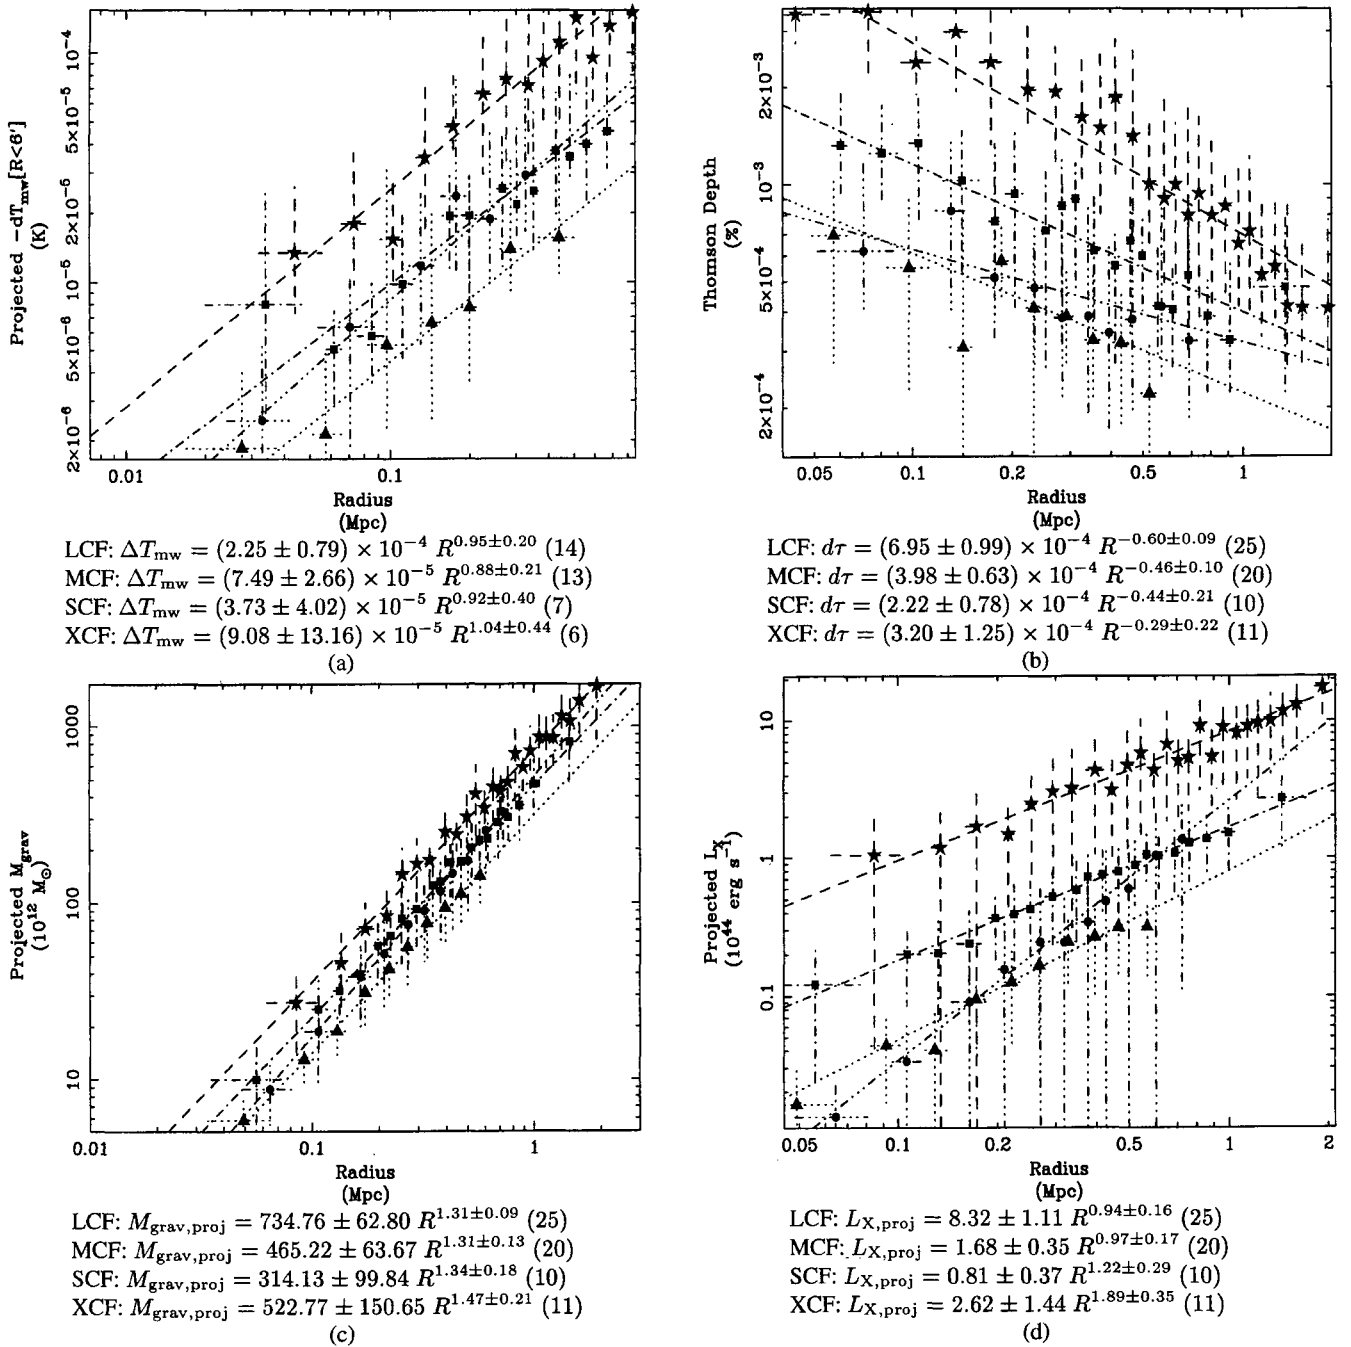 Projected −dT_mw[R<6′]
(K)
10⁻⁴
5×10⁻⁵
2×10⁻⁵
10⁻⁵
5×10⁻⁶
2×10⁻⁶
0.01 0.1
Radius
(Mpc)
LCF: ΔT_mw = (2.25 ± 0.79) × 10⁻⁴ R^0.95±0.20 (14)
MCF: ΔT_mw = (7.49 ± 2.66) × 10⁻⁵ R^0.88±0.21 (13)
SCF: ΔT_mw = (3.73 ± 4.02) × 10⁻⁵ R^0.92±0.40 (7)
XCF: ΔT_mw = (9.08 ± 13.16) × 10⁻⁵ R^1.04±0.44 (6)
(a)
Thomson Depth
(%)
2×10⁻³
10⁻³
5×10⁻⁴
2×10⁻⁴
0.05 0.1 0.2 0.5 1
Radius
(Mpc)
LCF: dτ = (6.95 ± 0.99) × 10⁻⁴ R^−0.60±0.09 (25)
MCF: dτ = (3.98 ± 0.63) × 10⁻⁴ R^−0.46±0.10 (20)
SCF: dτ = (2.22 ± 0.78) × 10⁻⁴ R^−0.44±0.21 (10)
XCF: dτ = (3.20 ± 1.25) × 10⁻⁴ R^−0.29±0.22 (11)
(b)
Projected M_grav
(10¹² M_⊙)
1000
100
10
0.01 0.1 1
Radius
(Mpc)
LCF: M_grav,proj = 734.76 ± 62.80 R^1.31±0.09 (25)
MCF: M_grav,proj = 465.22 ± 63.67 R^1.31±0.13 (20)
SCF: M_grav,proj = 314.13 ± 99.84 R^1.34±0.18 (10)
XCF: M_grav,proj = 522.77 ± 150.65 R^1.47±0.21 (11)
(c)
Projected L_X
(10⁴⁴ erg s⁻¹)
10
1
0.1
0.05 0.1 0.2 0.5 1 2
Radius
(Mpc)
LCF: L_X,proj = 8.32 ± 1.11 R^0.94±0.16 (25)
MCF: L_X,proj = 1.68 ± 0.35 R^0.97±0.17 (20)
SCF: L_X,proj = 0.81 ± 0.37 R^1.22±0.29 (10)
XCF: L_X,proj = 2.62 ± 1.44 R^1.89±0.35 (11)
(d)